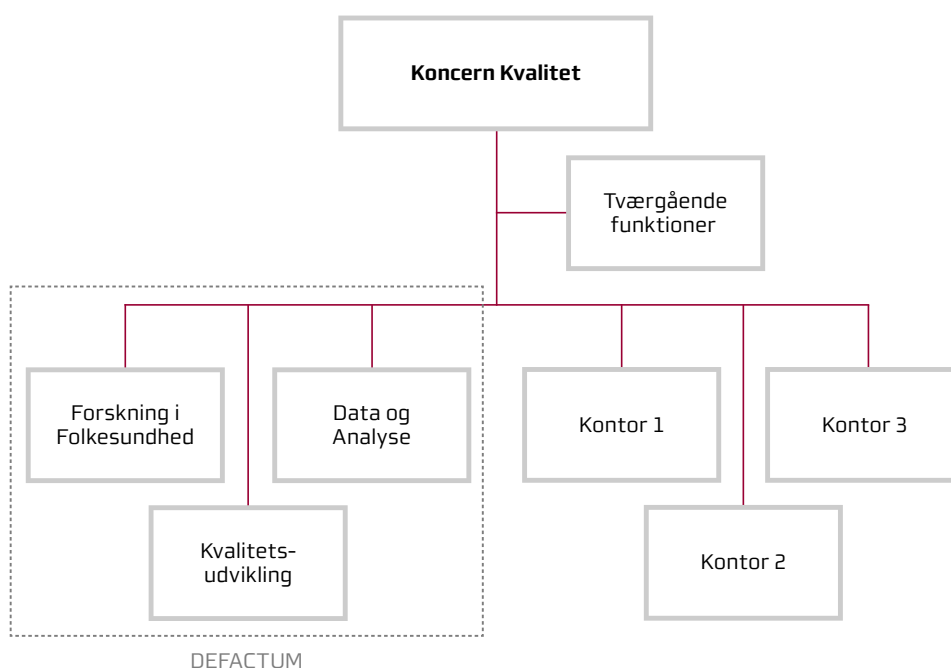 Koncern Kvalitet
Tværgående
funktioner
Forskning i
Folkesundhed
Data og
Analyse
Kontor 1
Kontor 3
Kvalitets-
udvikling
Kontor 2
DEFACTUM